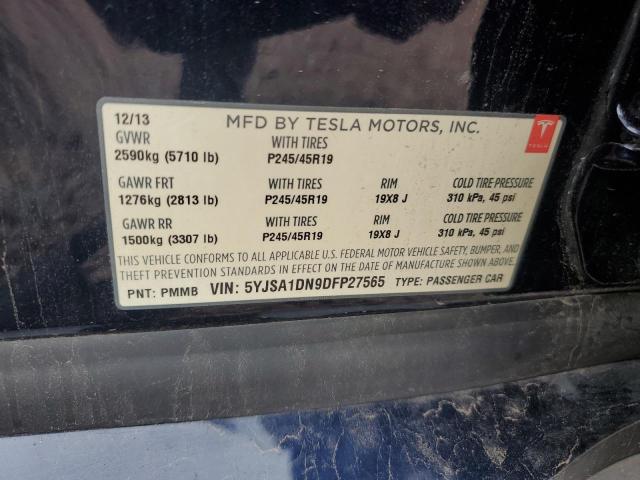 12/13 MFD BY TESLA MOTORS, INC.
GVWR WITH TIRES
2590kg (5710 lb) P245/45R19
GAWR FRT WITH TIRES RIM COLD TIRE PRESSURE
1276kg (2813 lb) P245/45R19 19X8 J 310 kPa, 45 psi
GAWR RR WITH TIRES RIM COLD TIRE PRESSURE
1500kg (3307 lb) P245/45R19 19X8 J 310 kPa, 45 psi
THIS VEHICLE CONFORMS TO ALL APPLICABLE U.S. FEDERAL MOTOR VEHICLE SAFETY, BUMPER, AND
THEFT PREVENTION STANDARDS IN EFFECT ON THE DATE OF MANUFACTURE SHOWN ABOVE.
PNT: PMMB VIN: 5YJSA1DN9DFP27565 TYPE: PASSENGER CAR
TESLA